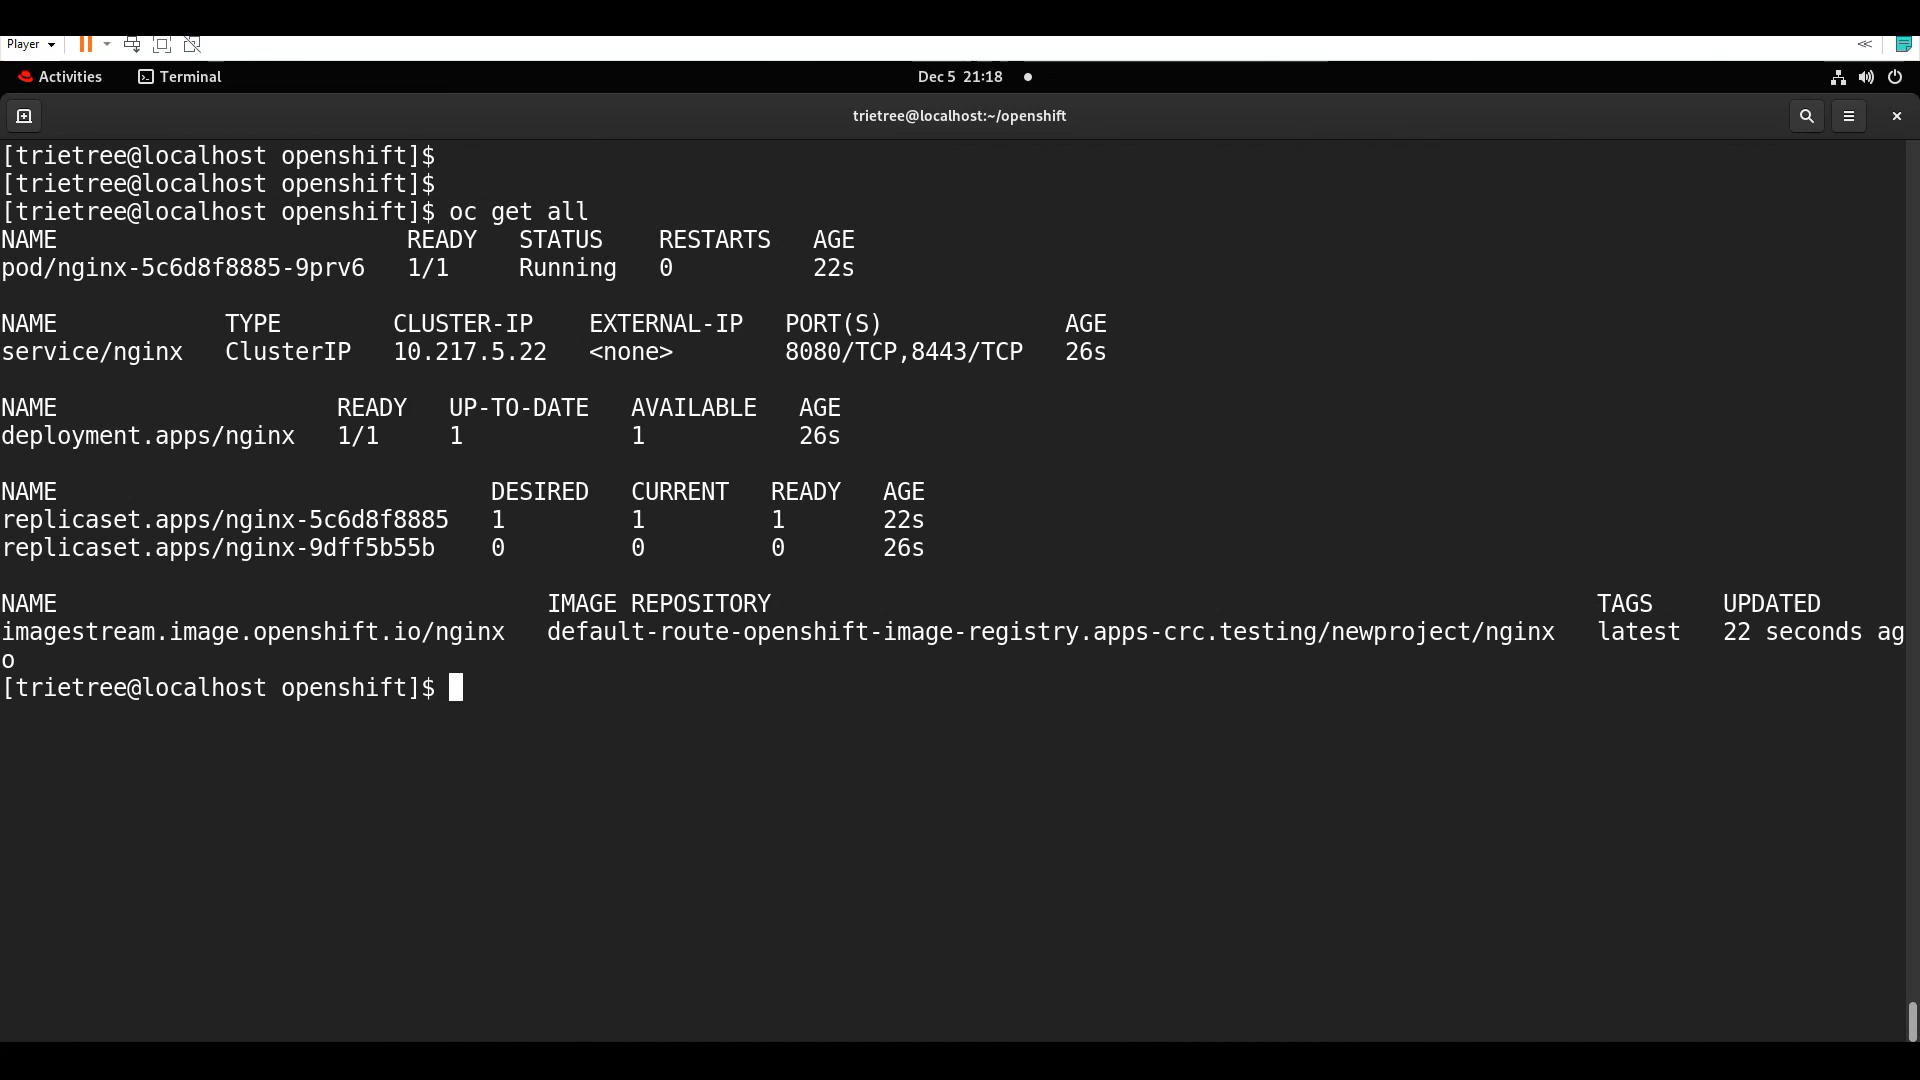 Player
Activities Terminal Dec 5 21:18
trietree@localhost:~/openshift
[trietree@localhost openshift]$
[trietree@localhost openshift]$
[trietree@localhost openshift]$ oc get all
NAME READY STATUS RESTARTS AGE
pod/nginx-5c6d8f8885-9prv6 1/1 Running 0 22s
NAME TYPE CLUSTER-IP EXTERNAL-IP PORT(S) AGE
service/nginx ClusterIP 10.217.5.22 <none> 8080/TCP,8443/TCP 26s
NAME READY UP-TO-DATE AVAILABLE AGE
deployment.apps/nginx 1/1 1 1 26s
NAME DESIRED CURRENT READY AGE
replicaset.apps/nginx-5c6d8f8885 1 1 1 22s
replicaset.apps/nginx-9dff5b55b 0 0 0 26s
NAME IMAGE REPOSITORY TAGS UPDATED
imagestream.image.openshift.io/nginx default-route-openshift-image-registry.apps-crc.testing/newproject/nginx latest 22 seconds ag
o
[trietree@localhost openshift]$